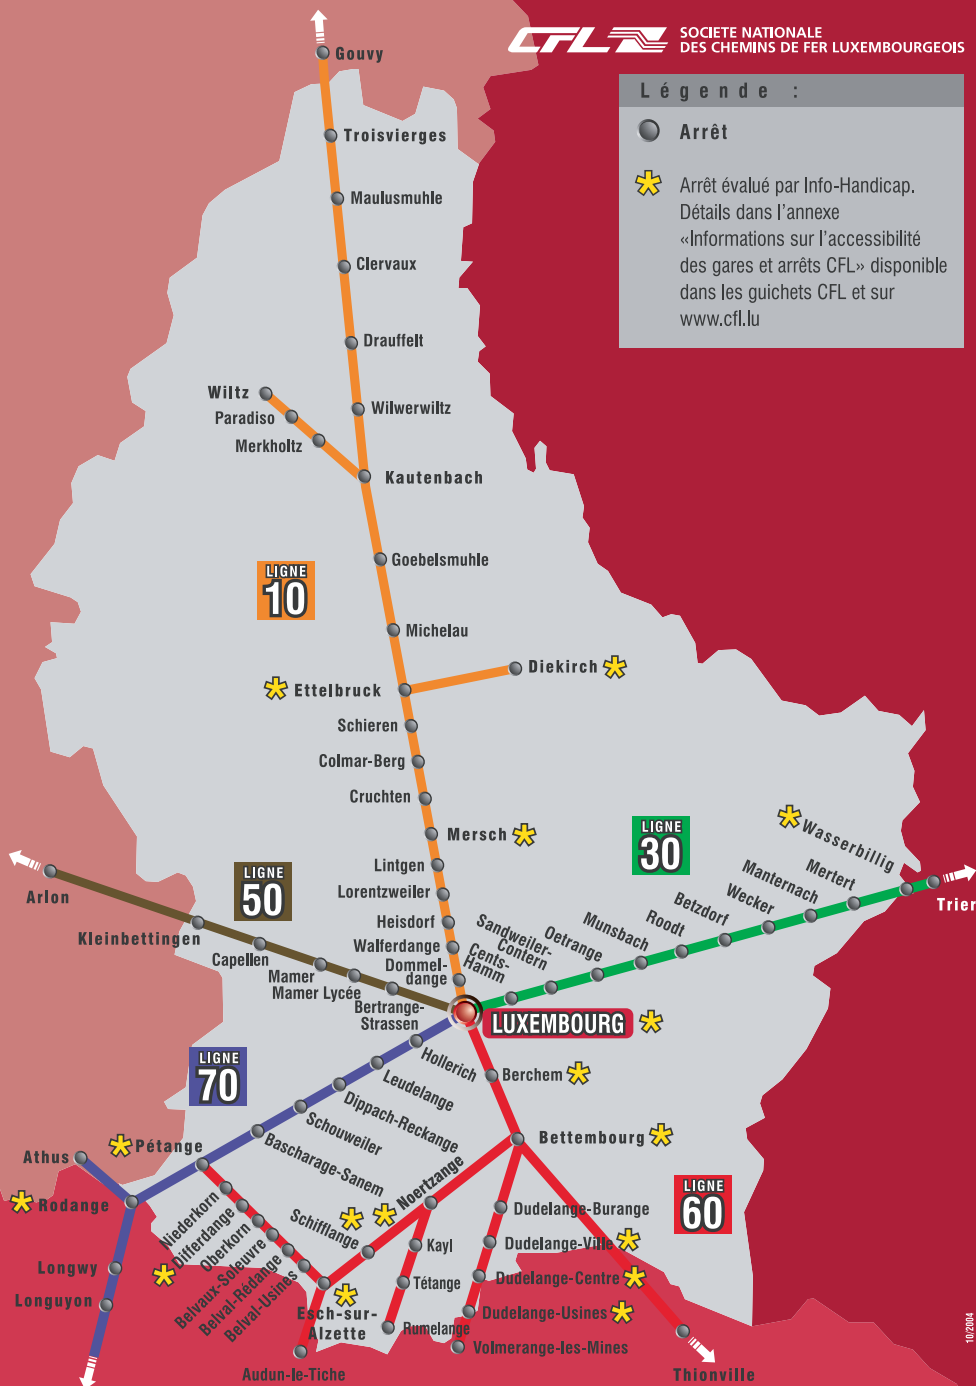 CFL
SOCIETE NATIONALE
DES CHEMINS DE FER LUXEMBOURGEOIS
Légende :
Arrêt
Arrêt évalué par Info-Handicap.
Détails dans l'annexe
«Informations sur l'accessibilité
des gares et arrêts CFL» disponible
dans les guichets CFL et sur
www.cfl.lu
Gouvy
Troisvierges
Maulusmuhle
Clervaux
Drauffelt
Wiltz
Paradiso
Merkholtz
Wilwerwiltz
Kautenbach
Goebelsmuhle
LIGNE
10
Michelau
Diekirch
Ettelbruck
Schieren
Colmar-Berg
Cruchten
Mersch
Lintgen
Lorentzweiler
Heisdorf
Walferdange
Dommel-
dange
LIGNE
30
Wasserbillig
Mertert
Manternach
Wecker
Betzdorf
Roodt
Munsbach
Oetrange
Sandweiler-
Contern
Cents-
Hamm
Trier
LIGNE
50
Arlon
Kleinbettingen
Capellen
Mamer
Mamer Lycée
Bertrange-
Strassen
LUXEMBOURG
LIGNE
70
Hollerich
Leudelange
Dippach-Reckange
Schouweiler
Bascharage-Sanem
Pétange
Athus
Rodange
Longwy
Longuyon
Berchem
Bettembourg
LIGNE
60
Noertzange
Schifflange
Niederkorn
Differdange
Oberkorn
Belvaux-Soleuvre
Belval-Rédange
Belval-Usines
Esch-sur-
Alzette
Audun-le-Tiche
Kayl
Tétange
Rumelange
Dudelange-Burange
Dudelange-Ville
Dudelange-Centre
Dudelange-Usines
Volmerange-les-Mines
Thionville
10/2004